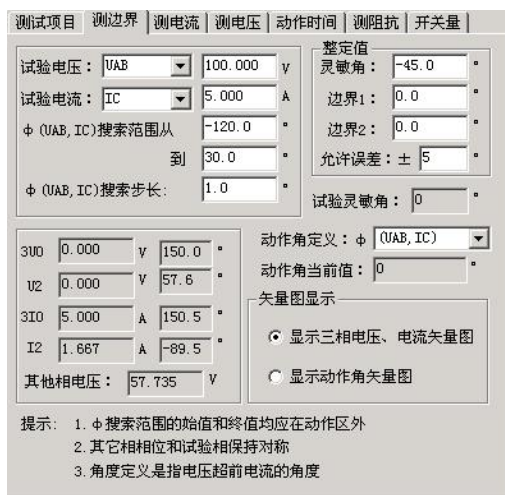 测试项目 测边界 测电流 测电压 动作时间 测阻抗 开关量
试验电压： UAB 100.000 V
试验电流： IC 5.000 A
φ (UAB,IC)搜索范围从 -120.0 °
到 30.0 °
φ (UAB,IC)搜索步长: 1.0 °
整定值
灵敏角： -45.0 °
边界1： 0.0 °
边界2： 0.0 °
允许误差：± 5 °
试验灵敏角： 0 °
3U0 0.000 V 150.0 °
U2 0.000 V 57.6 °
3I0 5.000 A 150.5 °
I2 1.667 A -89.5 °
其他相电压： 57.735 V
动作角定义：φ (UAB,IC)
动作角当前值： 0 °
矢量图显示
显示三相电压、电流矢量图
显示动作角矢量图
提示: 1.φ搜索范围的始值和终值均应在动作区外
2.其它相相位和试验相保持对称
3.角度定义是指电压超前电流的角度